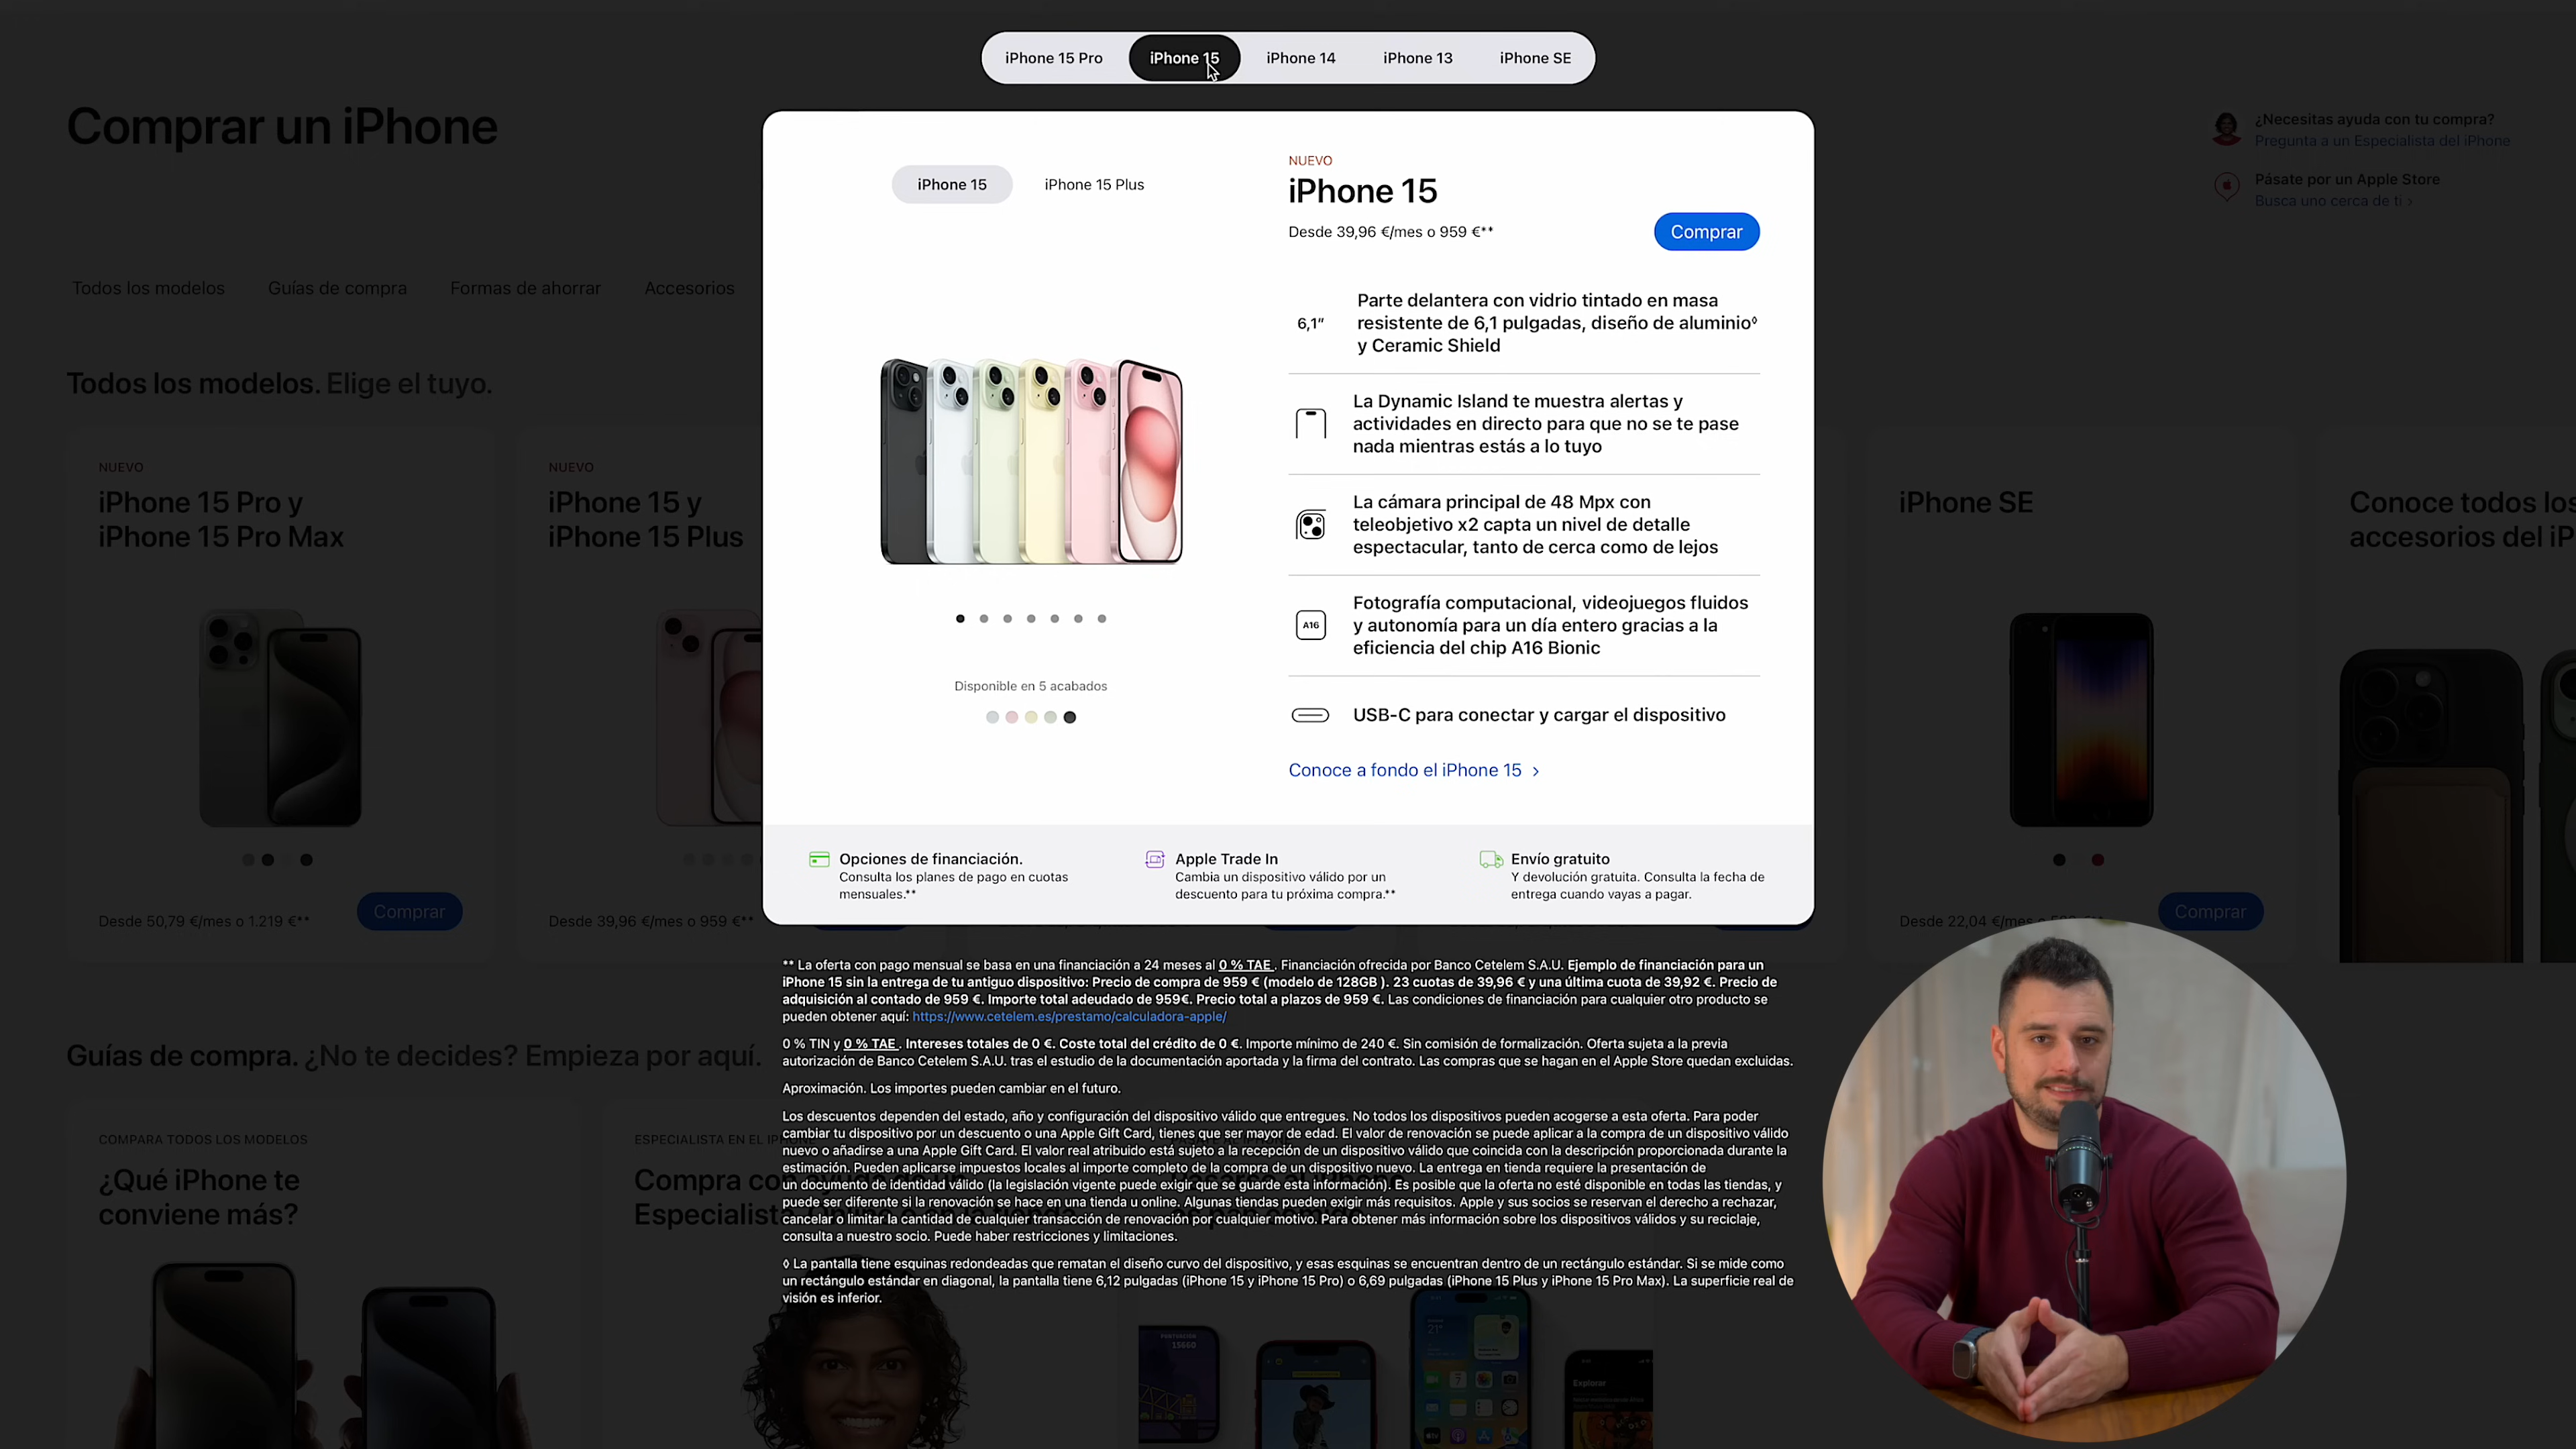 iPhone 15 Pro
iPhone 15
iPhone 14
iPhone 13
iPhone SE
Comprar un iPhone
¿Necesitas ayuda con tu compra?
Pregunta a un Especialista del iPhone
Pásate por un Apple Store
Busca uno cerca de ti >
Todos los modelos
Guías de compra
Formas de ahorrar
Accesorios
Todos los modelos. Elige el tuyo.
NUEVO
iPhone 15 Pro y
iPhone 15 Pro Max
Desde 50,79 €/mes o 1.219 €**
Comprar
NUEVO
iPhone 15 y
iPhone 15 Plus
Desde 39,96 €/mes o 959 €**
iPhone 15
iPhone 15 Plus
Disponible en 5 acabados
NUEVO
iPhone 15
Desde 39,96 €/mes o 959 €**
Comprar
6,1"
Parte delantera con vidrio tintado en masa
resistente de 6,1 pulgadas, diseño de aluminio◊
y Ceramic Shield
La Dynamic Island te muestra alertas y
actividades en directo para que no se te pase
nada mientras estás a lo tuyo
La cámara principal de 48 Mpx con
teleobjetivo x2 capta un nivel de detalle
espectacular, tanto de cerca como de lejos
A16
Fotografía computacional, videojuegos fluidos
y autonomía para un día entero gracias a la
eficiencia del chip A16 Bionic
USB-C para conectar y cargar el dispositivo
Conoce a fondo el iPhone 15 >
Opciones de financiación.
Consulta los planes de pago en cuotas
mensuales.**
Apple Trade In
Cambia un dispositivo válido por un
descuento para tu próxima compra.**
Envío gratuito
Y devolución gratuita. Consulta la fecha de
entrega cuando vayas a pagar.
iPhone SE
Desde 22,04 €/mes o
Comprar
Conoce todos los
accesorios del iP
** La oferta con pago mensual se basa en una financiación a 24 meses al 0 % TAE . Financiación ofrecida por Banco Cetelem S.A.U. Ejemplo de financiación para un
iPhone 15 sin la entrega de tu antiguo dispositivo: Precio de compra de 959 € (modelo de 128GB ). 23 cuotas de 39,96 € y una última cuota de 39,92 €. Precio de
adquisición al contado de 959 €. Importe total adeudado de 959€. Precio total a plazos de 959 €. Las condiciones de financiación para cualquier otro producto se
pueden obtener aquí: https://www.cetelem.es/prestamo/calculadora-apple/
0 % TIN y 0 % TAE . Intereses totales de 0 €. Coste total del crédito de 0 €. Importe mínimo de 240 €. Sin comisión de formalización. Oferta sujeta a la previa
autorización de Banco Cetelem S.A.U. tras el estudio de la documentación aportada y la firma del contrato. Las compras que se hagan en el Apple Store quedan excluidas.
Aproximación. Los importes pueden cambiar en el futuro.
Los descuentos dependen del estado, año y configuración del dispositivo válido que entregues. No todos los dispositivos pueden acogerse a esta oferta. Para poder
cambiar tu dispositivo por un descuento o una Apple Gift Card, tienes que ser mayor de edad. El valor de renovación se puede aplicar a la compra de un dispositivo válido
nuevo o añadirse a una Apple Gift Card. El valor real atribuido está sujeto a la recepción de un dispositivo válido que coincida con la descripción proporcionada durante la
estimación. Pueden aplicarse impuestos locales al importe completo de la compra de un dispositivo nuevo. La entrega en tienda requiere la presentación de
un documento de identidad válido (la legislación vigente puede exigir que se guarde esta información). Es posible que la oferta no esté disponible en todas las tiendas, y
puede ser diferente si la renovación se hace en una tienda u online. Algunas tiendas pueden exigir más requisitos. Apple y sus socios se reservan el derecho a rechazar,
cancelar o limitar la cantidad de cualquier transacción de renovación por cualquier motivo. Para obtener más información sobre los dispositivos válidos y su reciclaje,
consulta a nuestro socio. Puede haber restricciones y limitaciones.
◊ La pantalla tiene esquinas redondeadas que rematan el diseño curvo del dispositivo, y esas esquinas se encuentran dentro de un rectángulo estándar. Si se mide como
un rectángulo estándar en diagonal, la pantalla tiene 6,12 pulgadas (iPhone 15 y iPhone 15 Pro) o 6,69 pulgadas (iPhone 15 Plus y iPhone 15 Pro Max). La superficie real de
visión es inferior.
Guías de compra. ¿No te decides? Empieza por aquí.
COMPARA TODOS LOS MODELOS
¿Qué iPhone te
conviene más?
ESPECIALISTA EN EL IPHONE
Compra con
Especialist
15660
Explorar